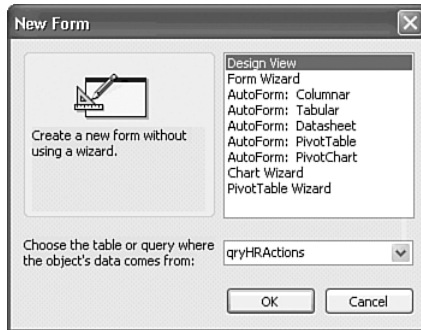 New Form
Create a new form without
using a wizard.
Design View
Form Wizard
AutoForm: Columnar
AutoForm: Tabular
AutoForm: Datasheet
AutoForm: PivotTable
AutoForm: PivotChart
Chart Wizard
PivotTable Wizard
Choose the table or query where
the object's data comes from:
qryHRActions
OK
Cancel